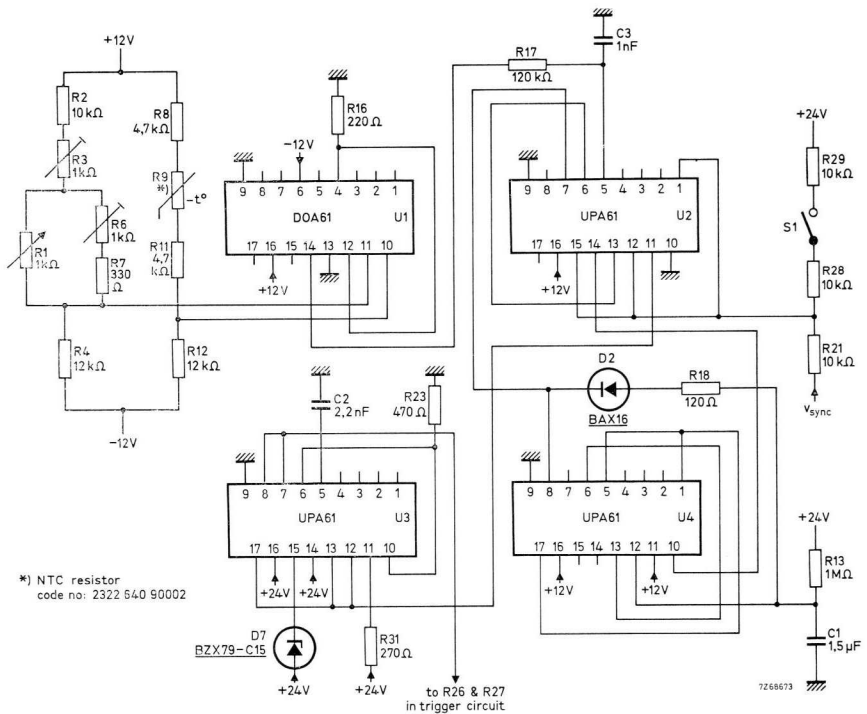 +12V
R2
10kΩ
R8
4,7kΩ
R3
1kΩ
R9
*)
-t°
R6
1kΩ
R1
1kΩ
R7
330
Ω
R11
4,7
kΩ
R4
12kΩ
R12
12kΩ
-12V
R16
220Ω
-12V
9 8 7 6 5 4 3 2 1
DOA61 U1
17 16 15 14 13 12 11 10
+12V
R17
120kΩ
C3
1nF
9 8 7 6 5 4 3 2 1
UPA61 U2
17 16 15 14 13 12 11 10
+12V
+24V
R29
10kΩ
S1
R28
10kΩ
R21
10kΩ
vsync
D2
BAX16
R18
120Ω
C2
2,2nF
R23
470Ω
9 8 7 6 5 4 3 2 1
UPA61 U3
17 16 15 14 13 12 11 10
+24V +24V
D7
BZX79-C15
+24V
R31
270Ω
+24V
to R26 & R27
in trigger circuit
9 8 7 6 5 4 3 2 1
UPA61 U4
17 16 15 14 13 12 11 10
+12V +12V
+24V
R13
1MΩ
C1
1,5µF
*) NTC resistor
code no: 2322 640 90002
7Z68673